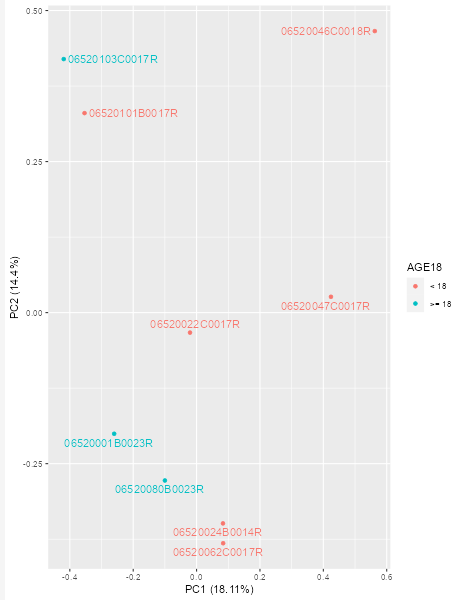 0.50
06520046C0018R
06520103C0017R
06520101B0017R
0.25
PC2 (14.4%)
AGE18
< 18
>= 18
06520047C0017R
0.00
06520022C0017R
06520001B0023R
-0.25
06520080B0023R
06520024B0014R
06520062C0017R
-0.4 -0.2 0.0 0.2 0.4 0.6
PC1 (18.11%)